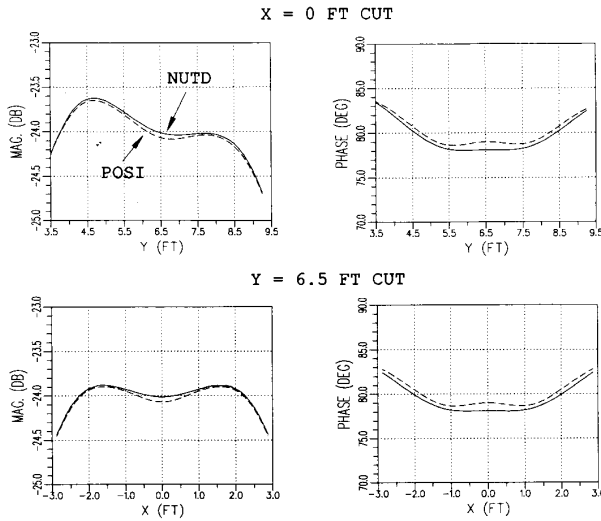 X = 0 FT CUT
MAG. (DB)
-23.0
-23.5
-24.0
-24.5
-25.0
NUTD
POSI
3.5 4.5 5.5 6.5 7.5 8.5 9.5
Y (FT)
PHASE (DEG)
90.0
85.0
80.0
75.0
70.0
3.5 4.5 5.5 6.5 7.5 8.5 9.5
Y (FT)
Y = 6.5 FT CUT
MAG. (DB)
-23.0
-23.5
-24.0
-24.5
-25.0
-3.0 -2.0 -1.0 0.0 1.0 2.0 3.0
X (FT)
PHASE (DEG)
90.0
85.0
80.0
75.0
70.0
-3.0 -2.0 -1.0 0.0 1.0 2.0 3.0
X (FT)